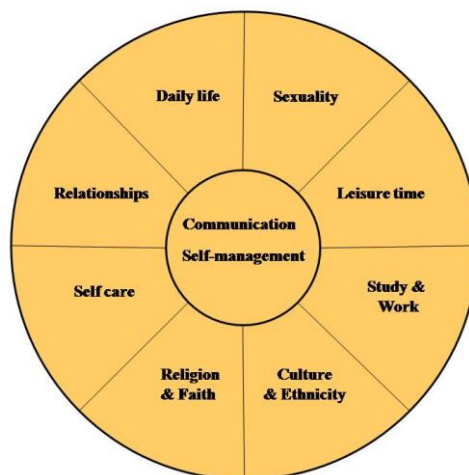 Daily life
Sexuality
Relationships
Leisure time
Communication
Self-management
Self care
Study &
Work
Religion
& Faith
Culture
& Ethnicity